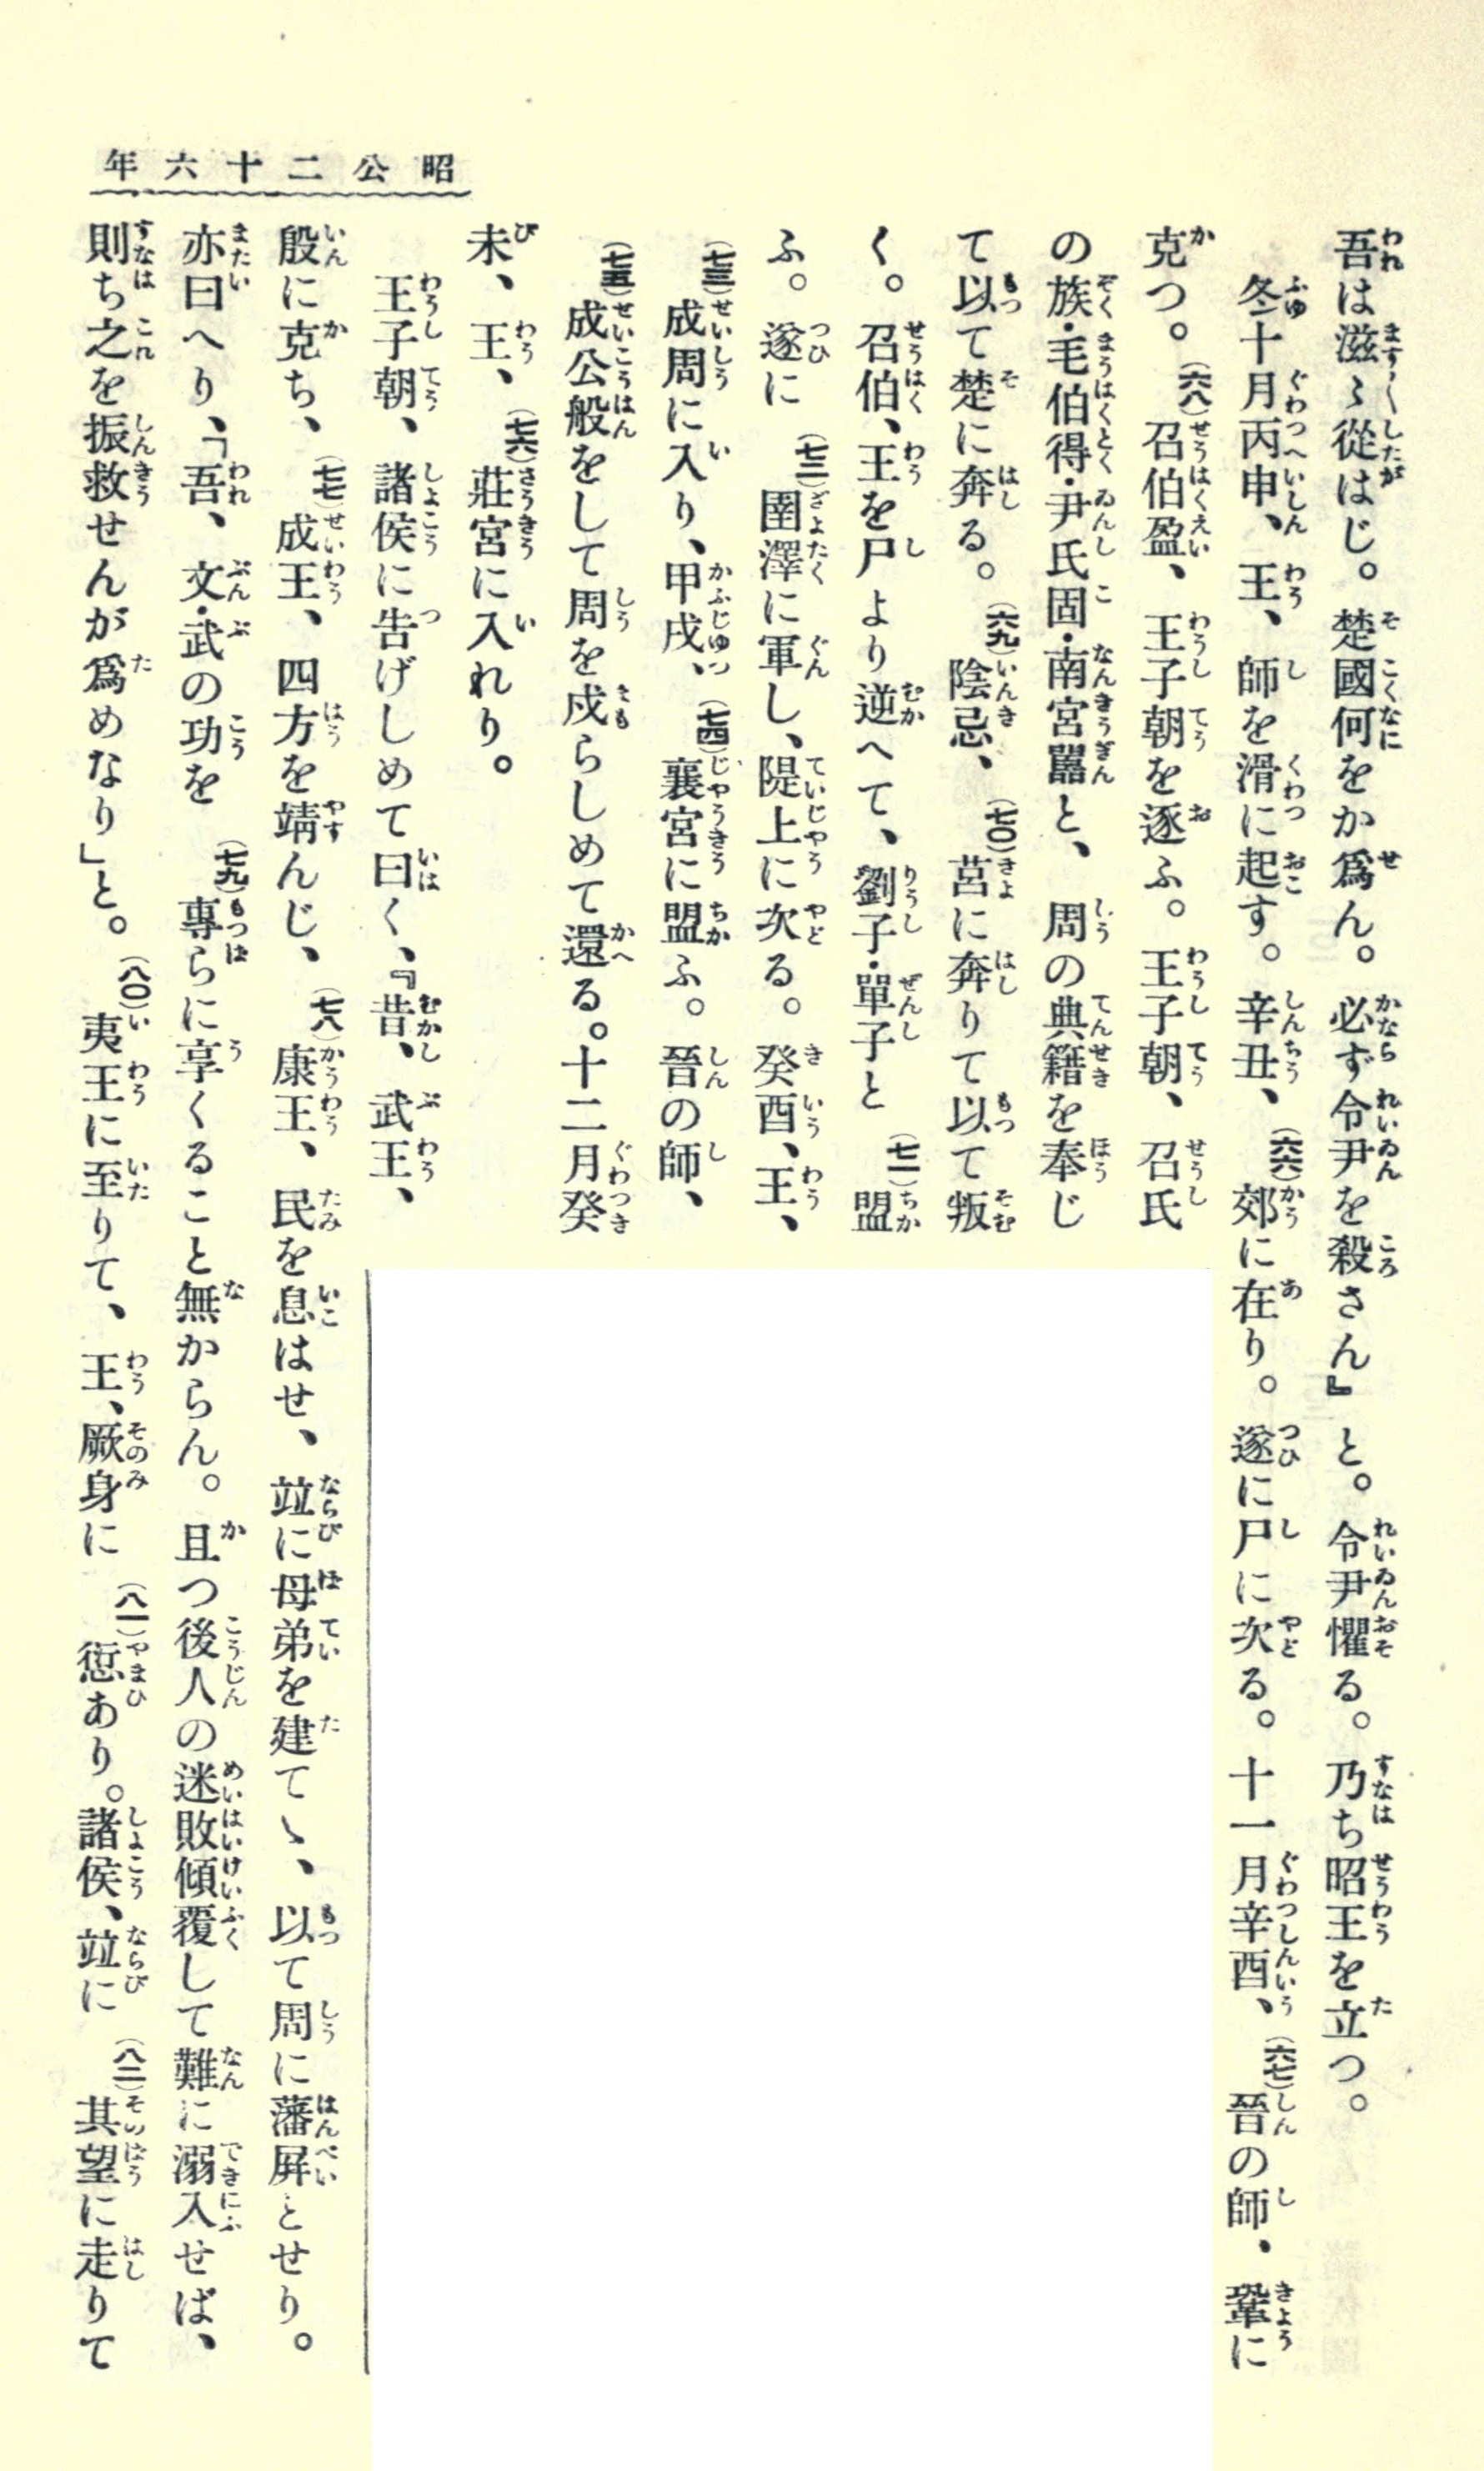 昭公二十六年
吾は滋〻從はじ。楚國何をか爲ん。必ず令尹を殺さん』と。令尹懼る。乃ち昭王を立つ。
冬十月丙申、王、師を滑に起す。辛丑、(六六)郊に在り。遂に尸に次る。十一月辛酉、(六七)晉の師、鞏に
克つ。(六八)召伯盈、王子朝を逐ふ。王子朝、召氏
の族・毛伯得・尹氏固・南宮嚚と、周の典籍を奉じ
て以て楚に奔る。(六九)陰忌、(七〇)莒に奔りて以て叛
く。召伯、王を尸より逆へて、劉子・單子と(七一)盟
ふ。遂に(七二)圉澤に軍し、隄上に次る。癸酉、王、
(七三)成周に入り、甲戌、(七四)襄宮に盟ふ。晉の師、
(七五)成公般をして周を戍らしめて還る。十二月癸
未、王、(七六)莊宮に入れり。
王子朝、諸侯に告げしめて曰く、『昔、武王、
殷に克ち、(七七)成王、四方を靖んじ、(七八)康王、民を息はせ、竝に母弟を建てゝ、以て周に藩屛とせり。
亦曰へり、「吾、文・武の功を(七九)專らに享くること無からん。且つ後人の迷敗傾覆して難に溺入せば、
則ち之を振救せんが爲めなり」と。(八〇)夷王に至りて、王、厥身に(八一)愆あり。諸侯、竝に(八二)其望に走りて